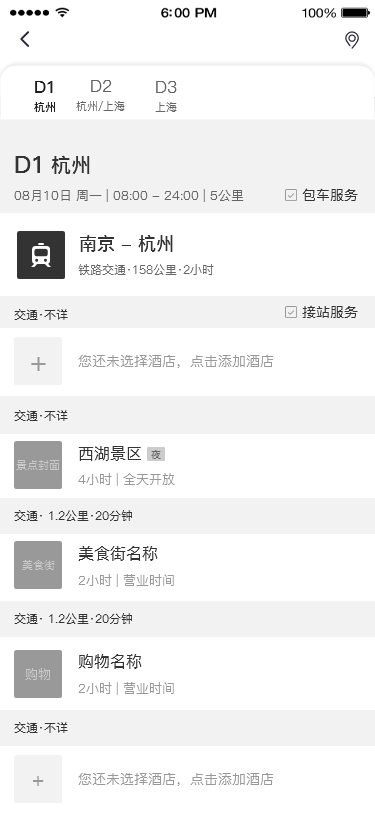 6:00 PM 100%
D1 D2 D3
杭州 杭州/上海 上海
D1 杭州
08月10日 周一 | 08:00 – 24:00 | 5公里 包车服务
南京 – 杭州
铁路交通·158公里·2小时
交通·不详 接站服务
您还未选择酒店，点击添加酒店
交通·不详
景点封面
西湖景区 夜
4小时 | 全天开放
交通· 1.2公里·20分钟
美食街
美食街名称
2小时 | 营业时间
交通· 1.2公里·20分钟
购物
购物名称
2小时 | 营业时间
交通·不详
您还未选择酒店，点击添加酒店